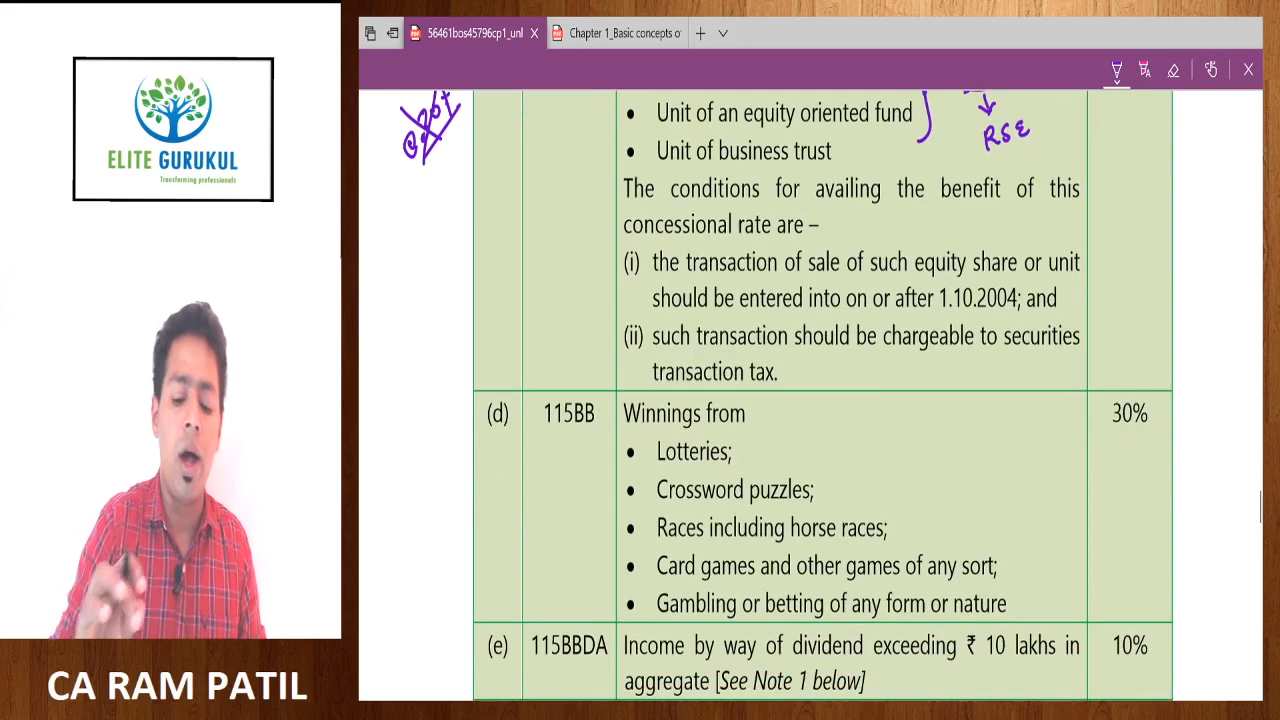 56461bos45796cp1_unl
Chapter 1_Basic concepts o
ELITE GURUKUL
Transforming professionals
• Unit of an equity oriented fund
RSE
• Unit of business trust
The conditions for availing the benefit of this
concessional rate are –
(i) the transaction of sale of such equity share or unit
should be entered into on or after 1.10.2004; and
(ii) such transaction should be chargeable to securities
transaction tax.
(d) 115BB Winnings from 30%
• Lotteries;
• Crossword puzzles;
• Races including horse races;
• Card games and other games of any sort;
• Gambling or betting of any form or nature
(e) 115BBDA Income by way of dividend exceeding ₹ 10 lakhs in 10%
aggregate [See Note 1 below]
CA RAM PATIL